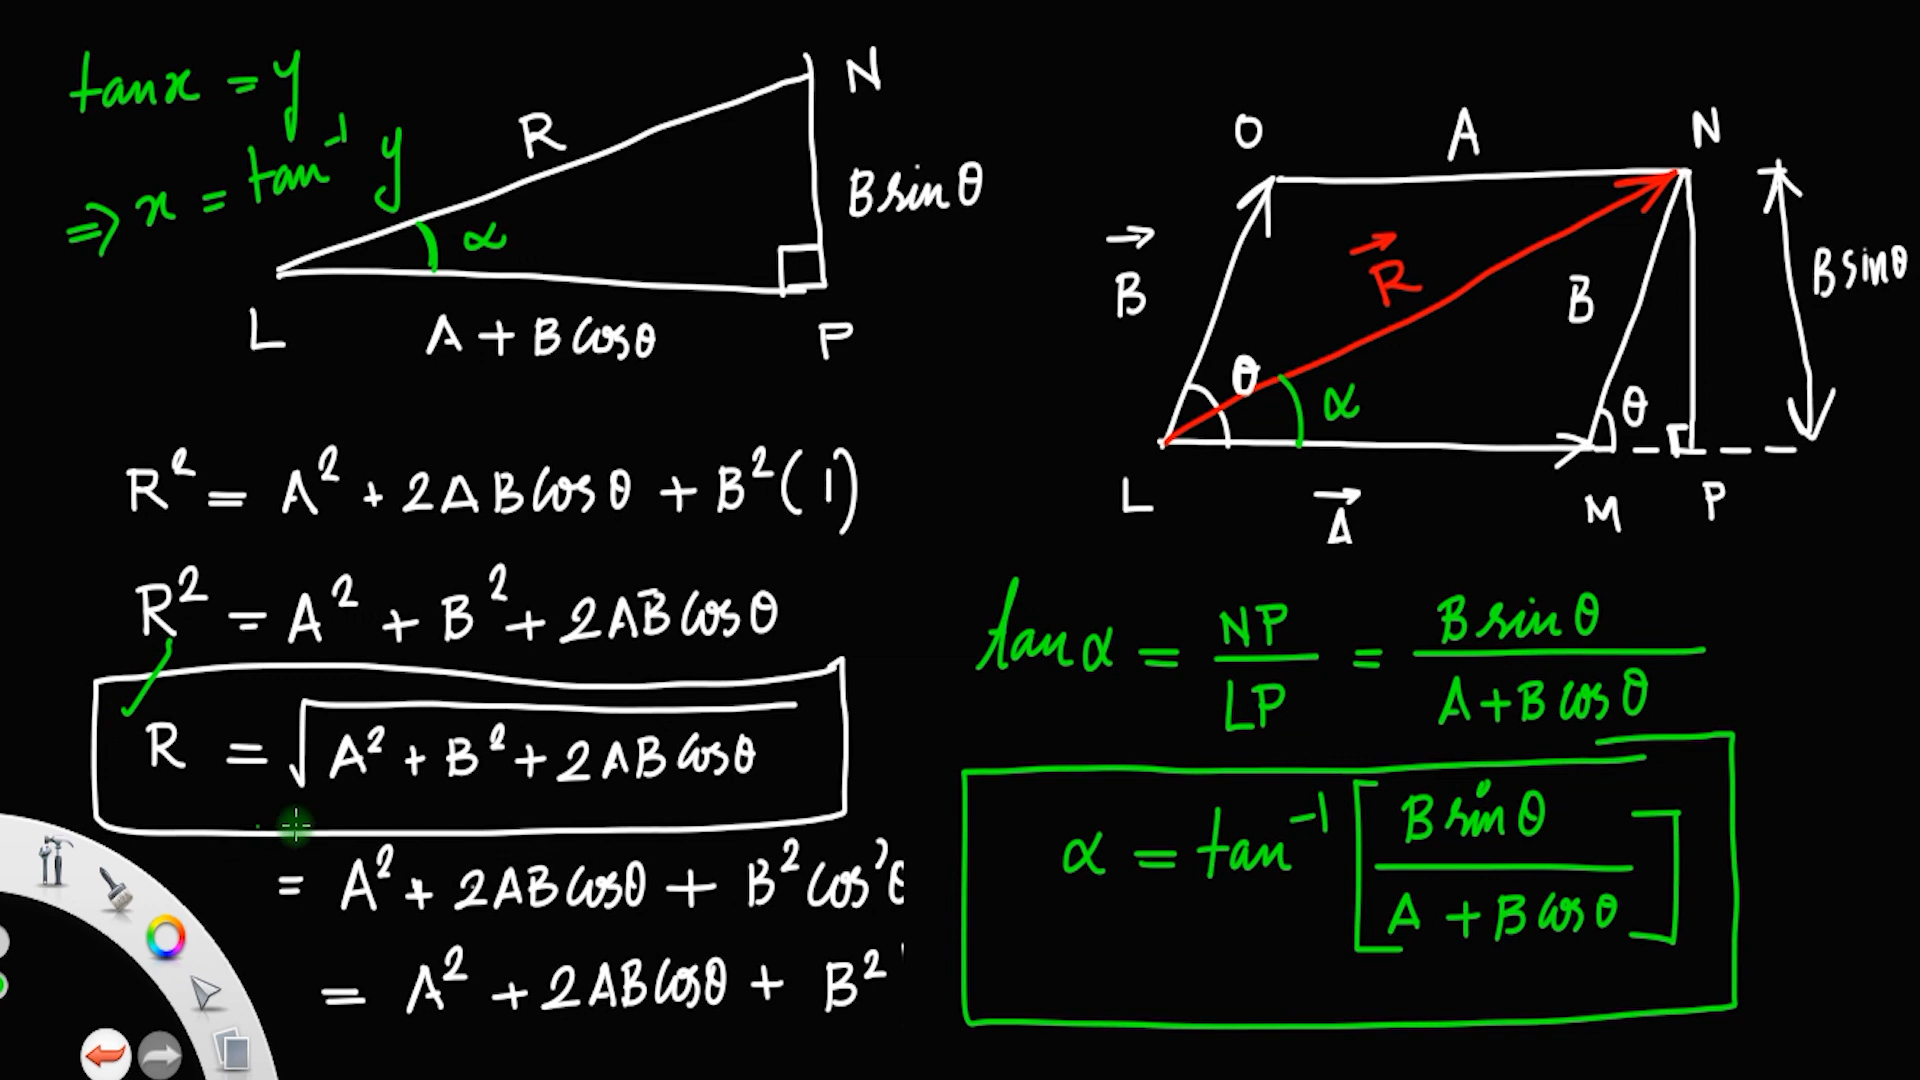 tan x = y
⇒ x = tan⁻¹ y
N
R
B sin θ
α
L
A + B cos θ
P
R² = A² + 2AB cos θ + B² (1)
R² = A² + B² + 2AB cos θ
R = √(A² + B² + 2AB cos θ)
= A² + 2AB cos θ + B² cos² θ
= A² + 2AB cos θ + B²
O
A
N
B⃗
R⃗
B
B sin θ
θ
α
θ
L
A⃗
M
P
tan α = NP/LP = B sin θ/(A + B cos θ)
α = tan⁻¹ [B sin θ/(A + B cos θ)]